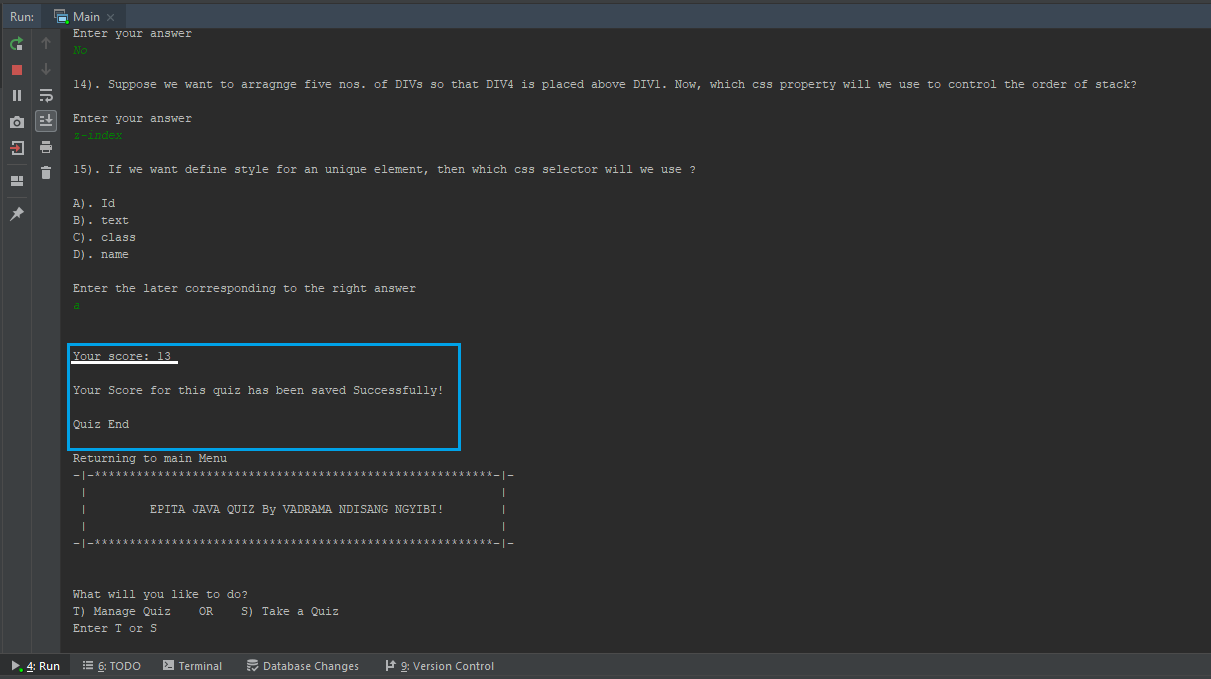 Run: Main ×
Enter your answer
No
14). Suppose we want to arragnge five nos. of DIVs so that DIV4 is placed above DIV1. Now, which css property will we use to control the order of stack?
Enter your answer
z-index
15). If we want define style for an unique element, then which css selector will we use ?
A). Id
B). text
C). class
D). name
Enter the later corresponding to the right answer
a
Your score: 13
Your Score for this quiz has been saved Successfully!
Quiz End
Returning to main Menu
-|-*********************************************************-|-
| |
| EPITA JAVA QUIZ By VADRAMA NDISANG NGYIBI! |
| |
-|-*********************************************************-|-
What will you like to do?
T) Manage Quiz OR S) Take a Quiz
Enter T or S
4: Run 6: TODO Terminal Database Changes 9: Version Control